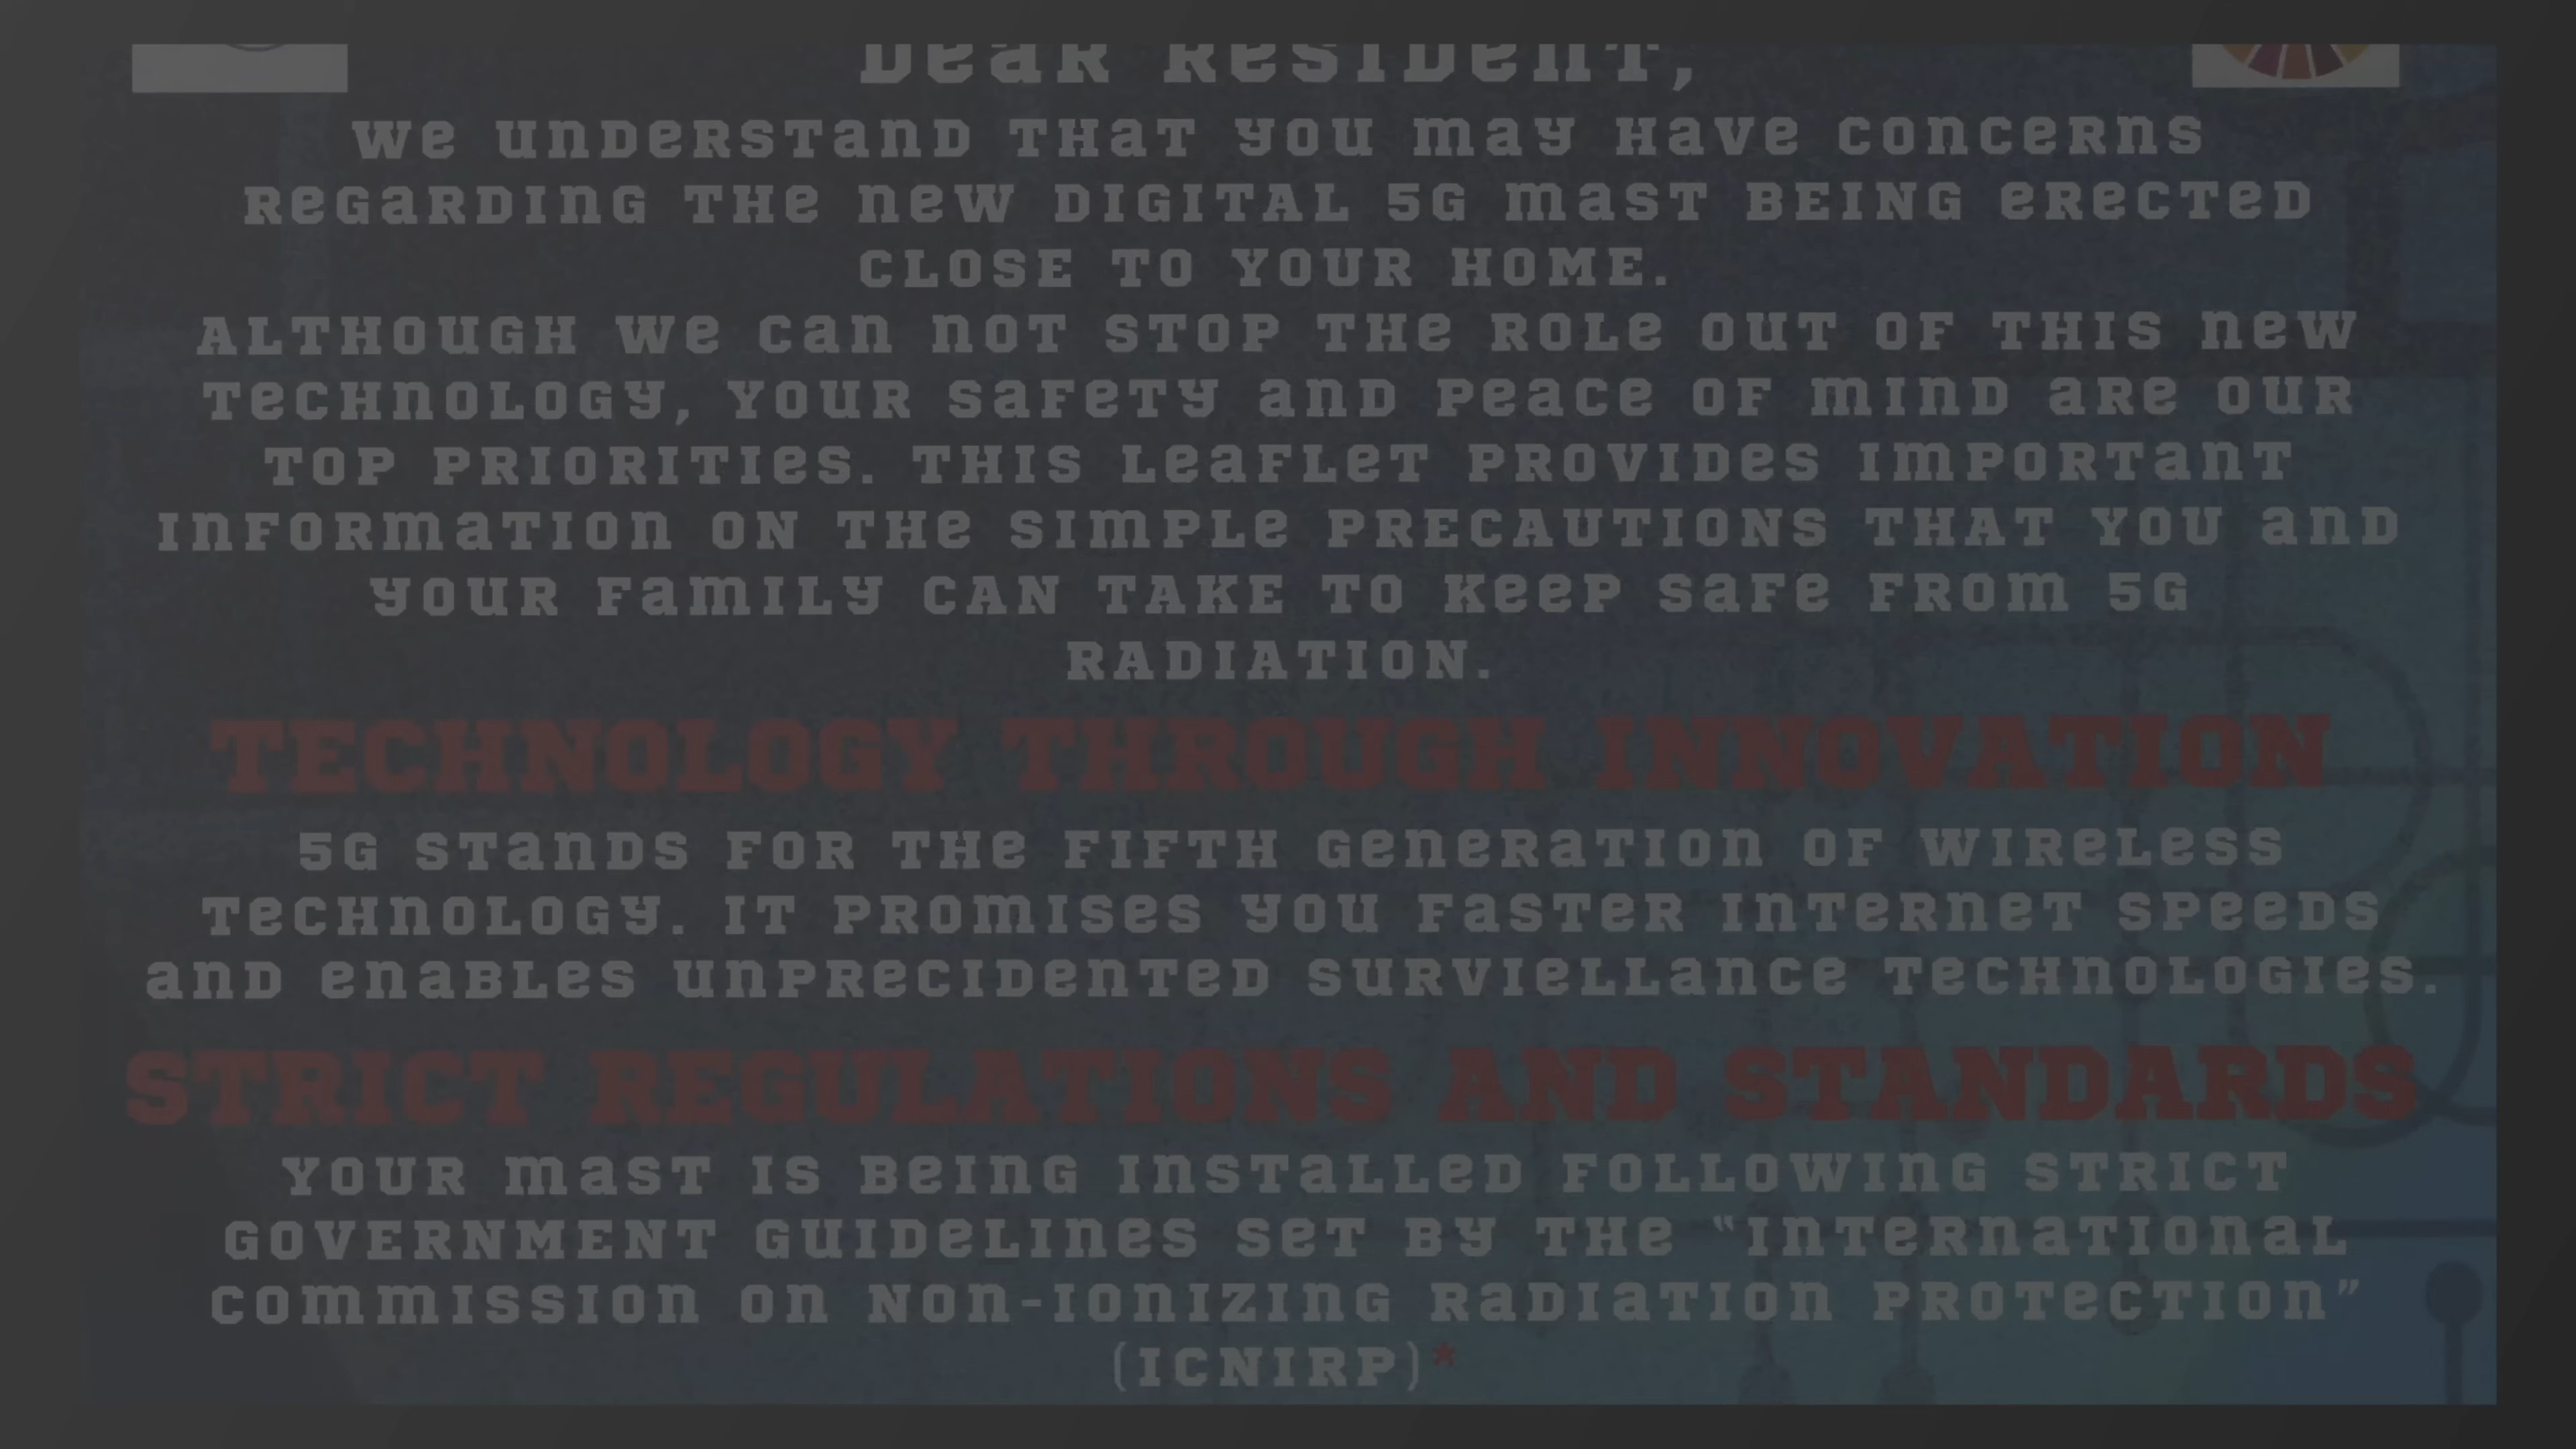 Dear Resident,
We understand that you may have concerns
regarding the new DIGITAL 5G mast BEING erected
CLOSE TO YOUR HOME.
ALTHOUGH we can not STOP THe ROLe OUT OF THIS new
TecHnoLOGy, YOUR saFeTy anD Peace OF mIND aRe OUR
TOP PRIORITIes. THIS LeaFLeT PROVIDes ImPORTanT
InFORmaTIOn ON THe SImPLe PRECAUTIONS THAT YOU anD
yOUR FamILy CAN TAKE TO KeeP saFe FROm 5G
RADIATION.
TECHNOLOGY THROUGH INNOVATION
5G STanDS FOR THe FIFTH GeneRaTIOn OF WIReLess
TecHnOLOGy. IT PROmIses yOU FasTeR InTeRneT SPeeDS
anD enaBLes unPRecIDenTeD suRVIeLLance TecHnOLOGIes.
STRICT REGULATIONS AND STANDARDS
YOUR masT IS BeInG InsTaLLeD FOLLOWInG STRICT
GOVERNMENT GUIDeLInes seT By THe “InTeRnaTIOnaL
cOmmIssIOn On NOn-IOnIZInG RaDIaTIOn PROTecTIOn”
(ICNIRP)*